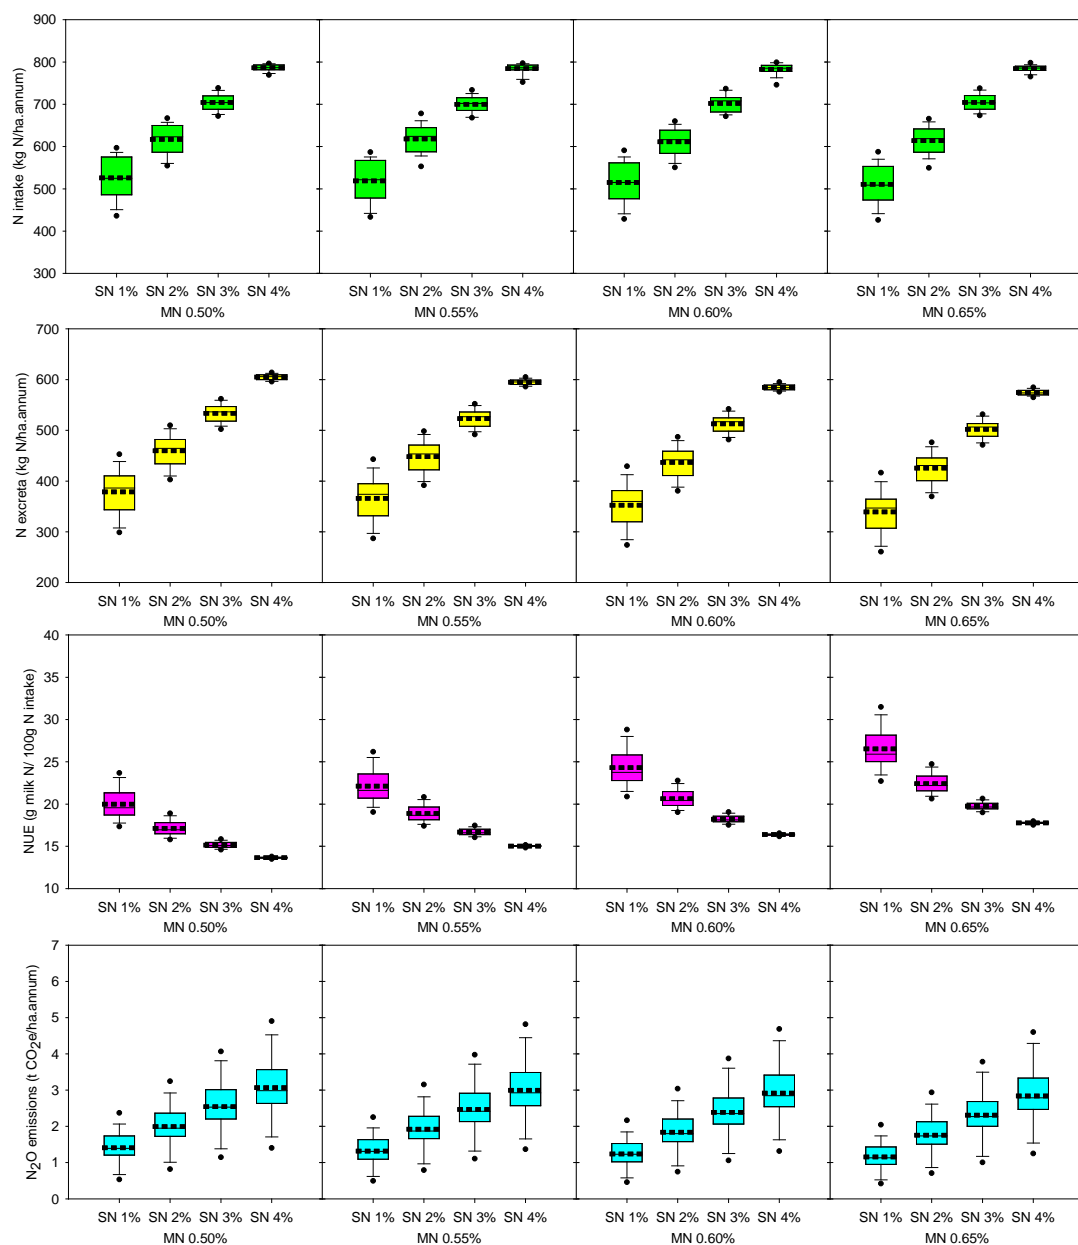 N intake (kg N/ha.annum)
900
800
700
600
500
400
300
SN 1% SN 2% SN 3% SN 4% SN 1% SN 2% SN 3% SN 4% SN 1% SN 2% SN 3% SN 4% SN 1% SN 2% SN 3% SN 4%
MN 0.50% MN 0.55% MN 0.60% MN 0.65%
N excreta (kg N/ha.annum)
700
600
500
400
300
200
SN 1% SN 2% SN 3% SN 4% SN 1% SN 2% SN 3% SN 4% SN 1% SN 2% SN 3% SN 4% SN 1% SN 2% SN 3% SN 4%
MN 0.50% MN 0.55% MN 0.60% MN 0.65%
NUE (g milk N/ 100g N intake)
40
35
30
25
20
15
10
SN 1% SN 2% SN 3% SN 4% SN 1% SN 2% SN 3% SN 4% SN 1% SN 2% SN 3% SN 4% SN 1% SN 2% SN 3% SN 4%
MN 0.50% MN 0.55% MN 0.60% MN 0.65%
N₂O emissions (t CO₂e/ha.annum)
7
6
5
4
3
2
1
0
SN 1% SN 2% SN 3% SN 4% SN 1% SN 2% SN 3% SN 4% SN 1% SN 2% SN 3% SN 4% SN 1% SN 2% SN 3% SN 4%
MN 0.50% MN 0.55% MN 0.60% MN 0.65%